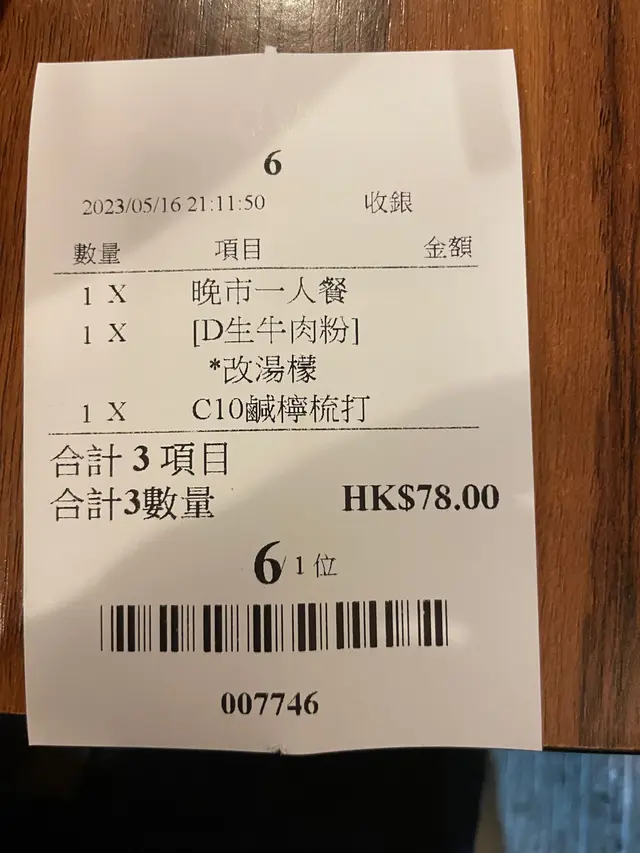 6
2023/05/16 21:11:50 收銀
數量 項目 金額
1 X 晚市一人餐
1 X [D生牛肉粉]
*改湯檬
1 X C10鹹檸梳打
合計 3 項目
合計3數量 HK$78.00
6/ 1 位
007746